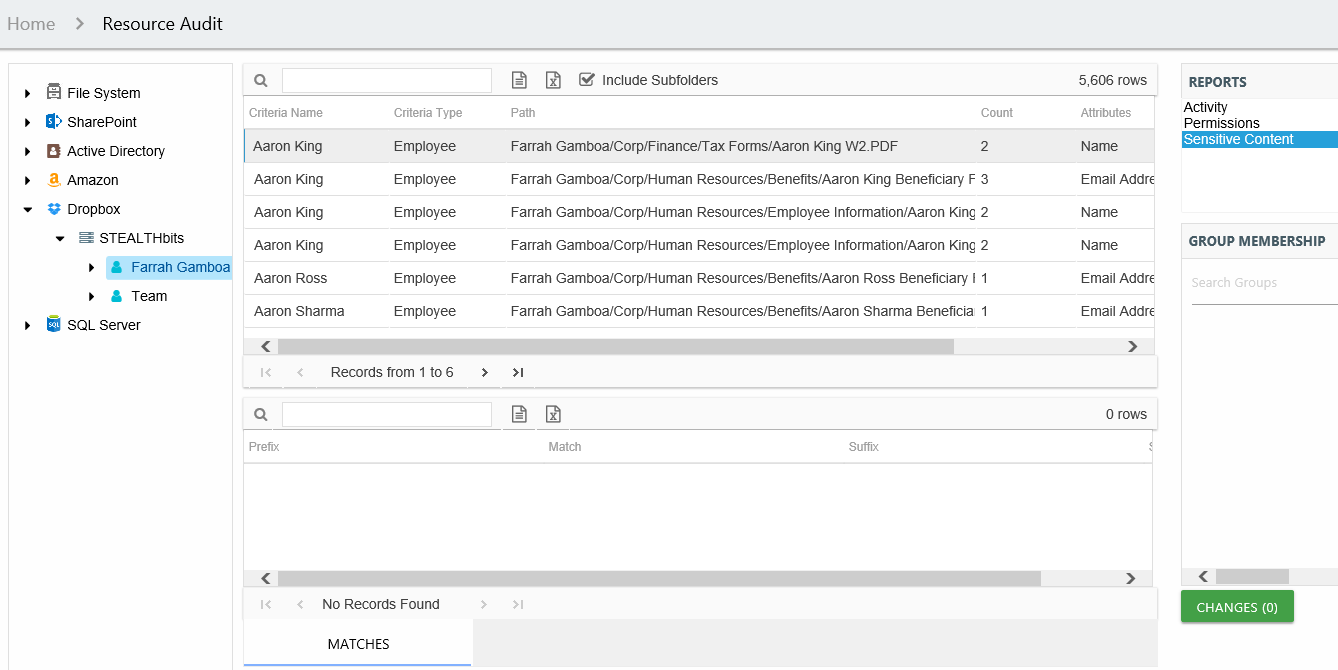 Home > Resource Audit
File System
SharePoint
Active Directory
Amazon
Dropbox
STEALTHbits
Farrah Gamboa
Team
SQL Server
Include Subfolders 5,606 rows
Criteria Name Criteria Type Path Count Attributes
Aaron King Employee Farrah Gamboa/Corp/Finance/Tax Forms/Aaron King W2.PDF 2 Name
Aaron King Employee Farrah Gamboa/Corp/Human Resources/Benefits/Aaron King Beneficiary F 3 Email Addre
Aaron King Employee Farrah Gamboa/Corp/Human Resources/Employee Information/Aaron King 2 Name
Aaron King Employee Farrah Gamboa/Corp/Human Resources/Employee Information/Aaron King 2 Name
Aaron Ross Employee Farrah Gamboa/Corp/Human Resources/Benefits/Aaron Ross Beneficiary 1 Email Addre
Aaron Sharma Employee Farrah Gamboa/Corp/Human Resources/Benefits/Aaron Sharma Beneficia 1 Email Addre
Records from 1 to 6
0 rows
Prefix Match Suffix
No Records Found
MATCHES
REPORTS
Activity
Permissions
Sensitive Content
GROUP MEMBERSHIP
Search Groups
CHANGES (0)